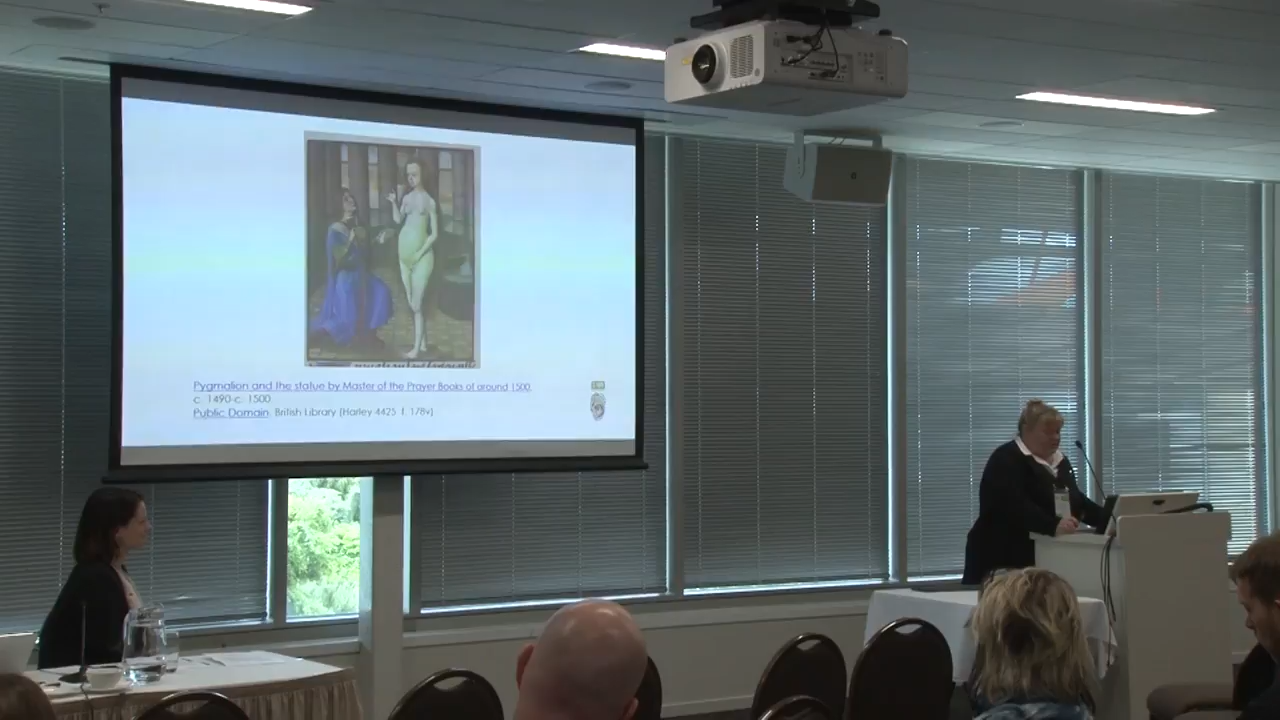 Pygmalion and the statue by Master of the Prayer Books of around 1500,
c. 1490-c. 1500.
Public Domain. British Library (Harley 4425 f. 178v)